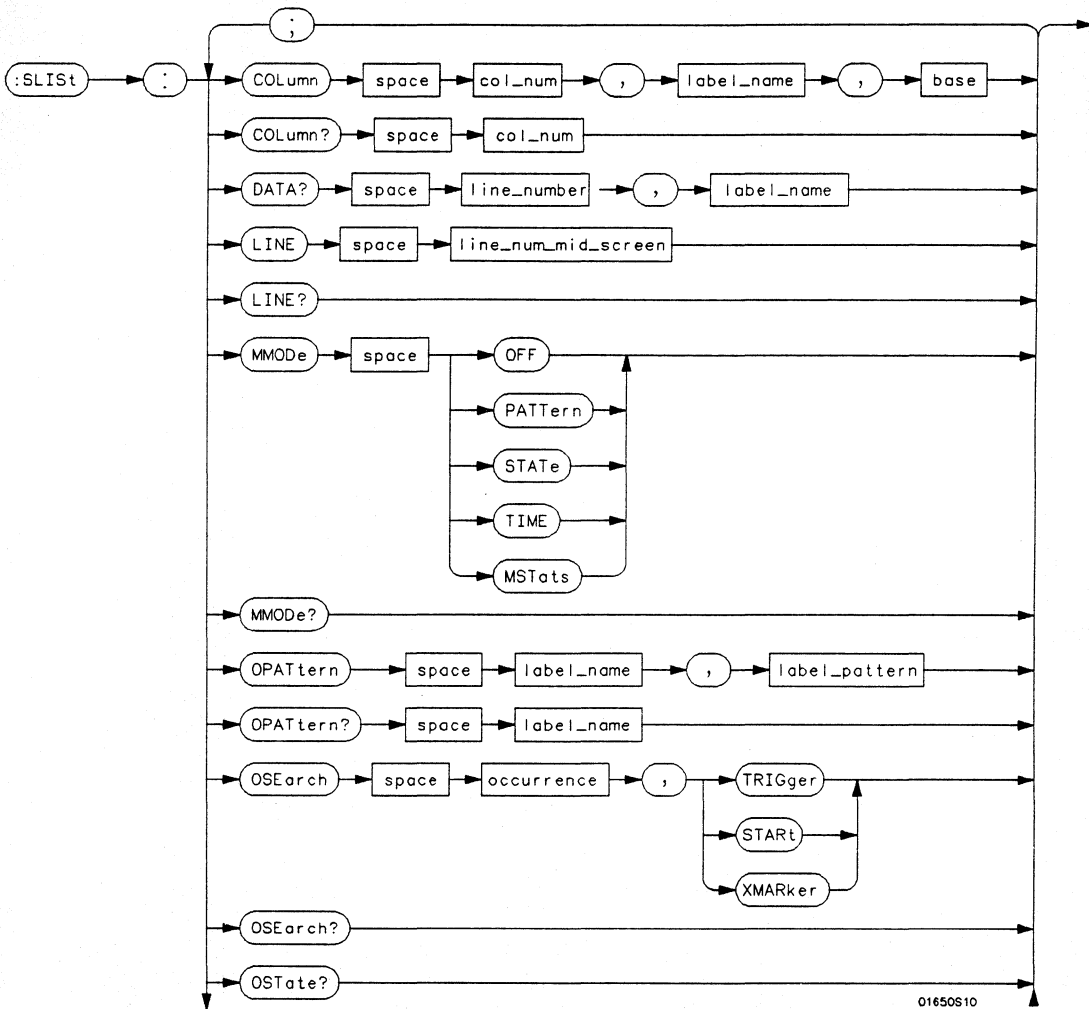 ;
:SLISt : COLumn space col_num , label_name , base
COLumn? space col_num
DATA? space line_number , label_name
LINE space line_num_mid_screen
LINE?
MMODe space OFF
PATTern
STATe
TIME
MSTats
MMODe?
OPATtern space label_name , label_pattern
OPATtern? space label_name
OSEarch space occurrence , TRIGger
STARt
XMARker
OSEarch?
OSTate?
01650S10